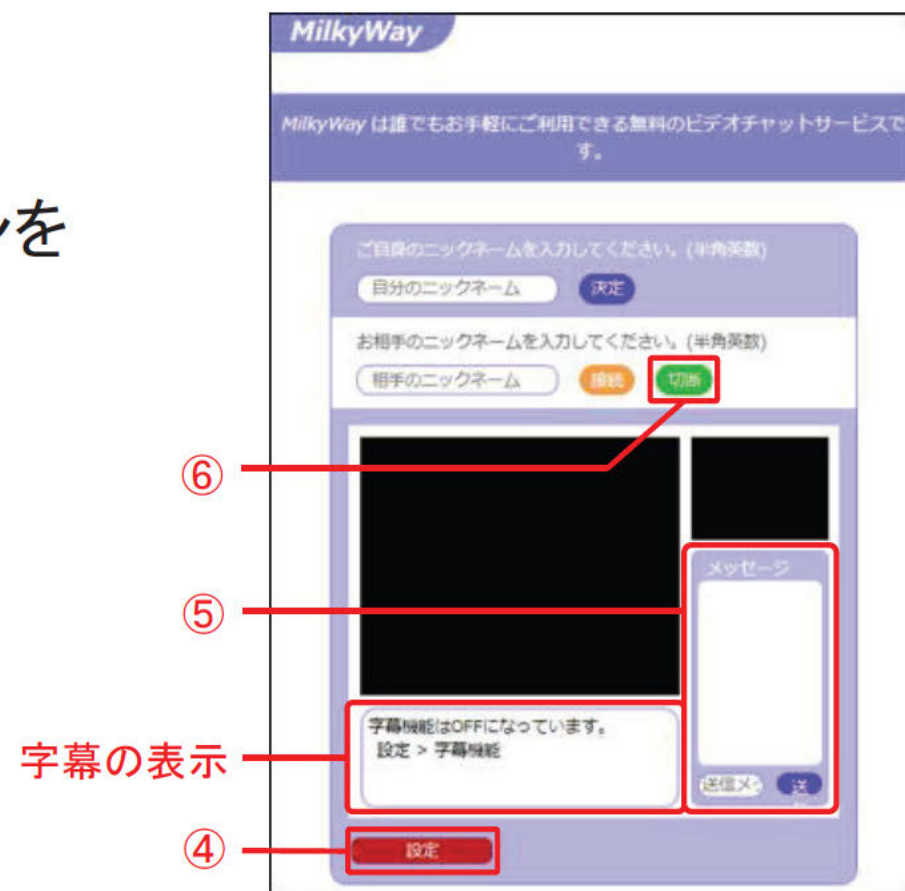 MilkyWay
MilkyWay は誰でもお手軽にご利用できる無料のビデオチャットサービスで
す。
ンを
ご自身のニックネームを入力してください。(半角英数)
自分のニックネーム 決定
お相手のニックネームを入力してください。(半角英数)
相手のニックネーム 接続 切断
⑥
メッセージ
⑤
字幕機能はOFFになっています。
設定 > 字幕機能
字幕の表示
送信メ 送
④
設定